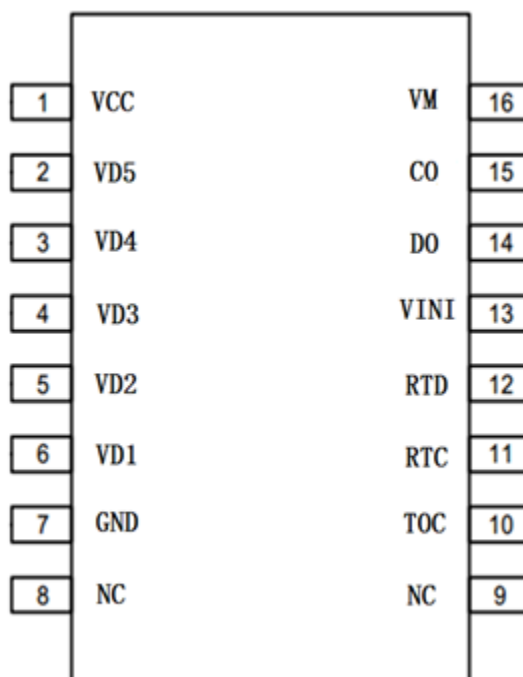 1 VCC VM 16
2 VD5 CO 15
3 VD4 DO 14
4 VD3 VINI 13
5 VD2 RTD 12
6 VD1 RTC 11
7 GND TOC 10
8 NC NC 9